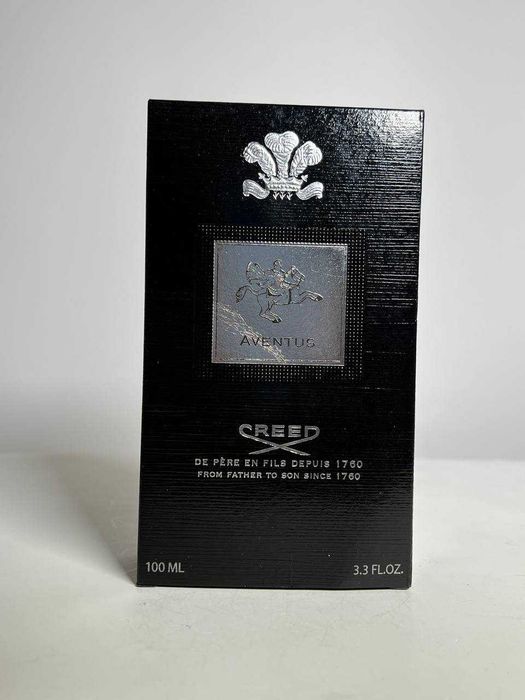 AVENTUS
CREED
DE PÈRE EN FILS DEPUIS 1760
FROM FATHER TO SON SINCE 1760
100 ML 3.3 FL.OZ.